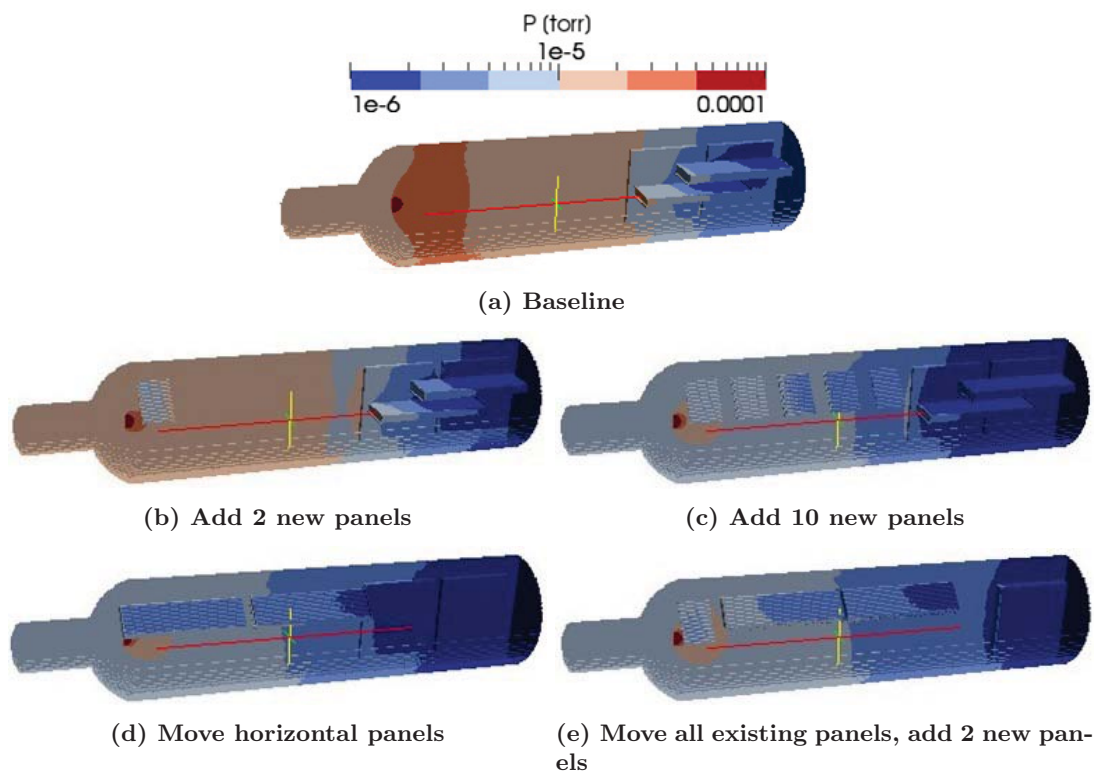 P [torr]
1e-5
1e-6 0.0001
(a) Baseline
(b) Add 2 new panels
(c) Add 10 new panels
(d) Move horizontal panels
(e) Move all existing panels, add 2 new pan-
els